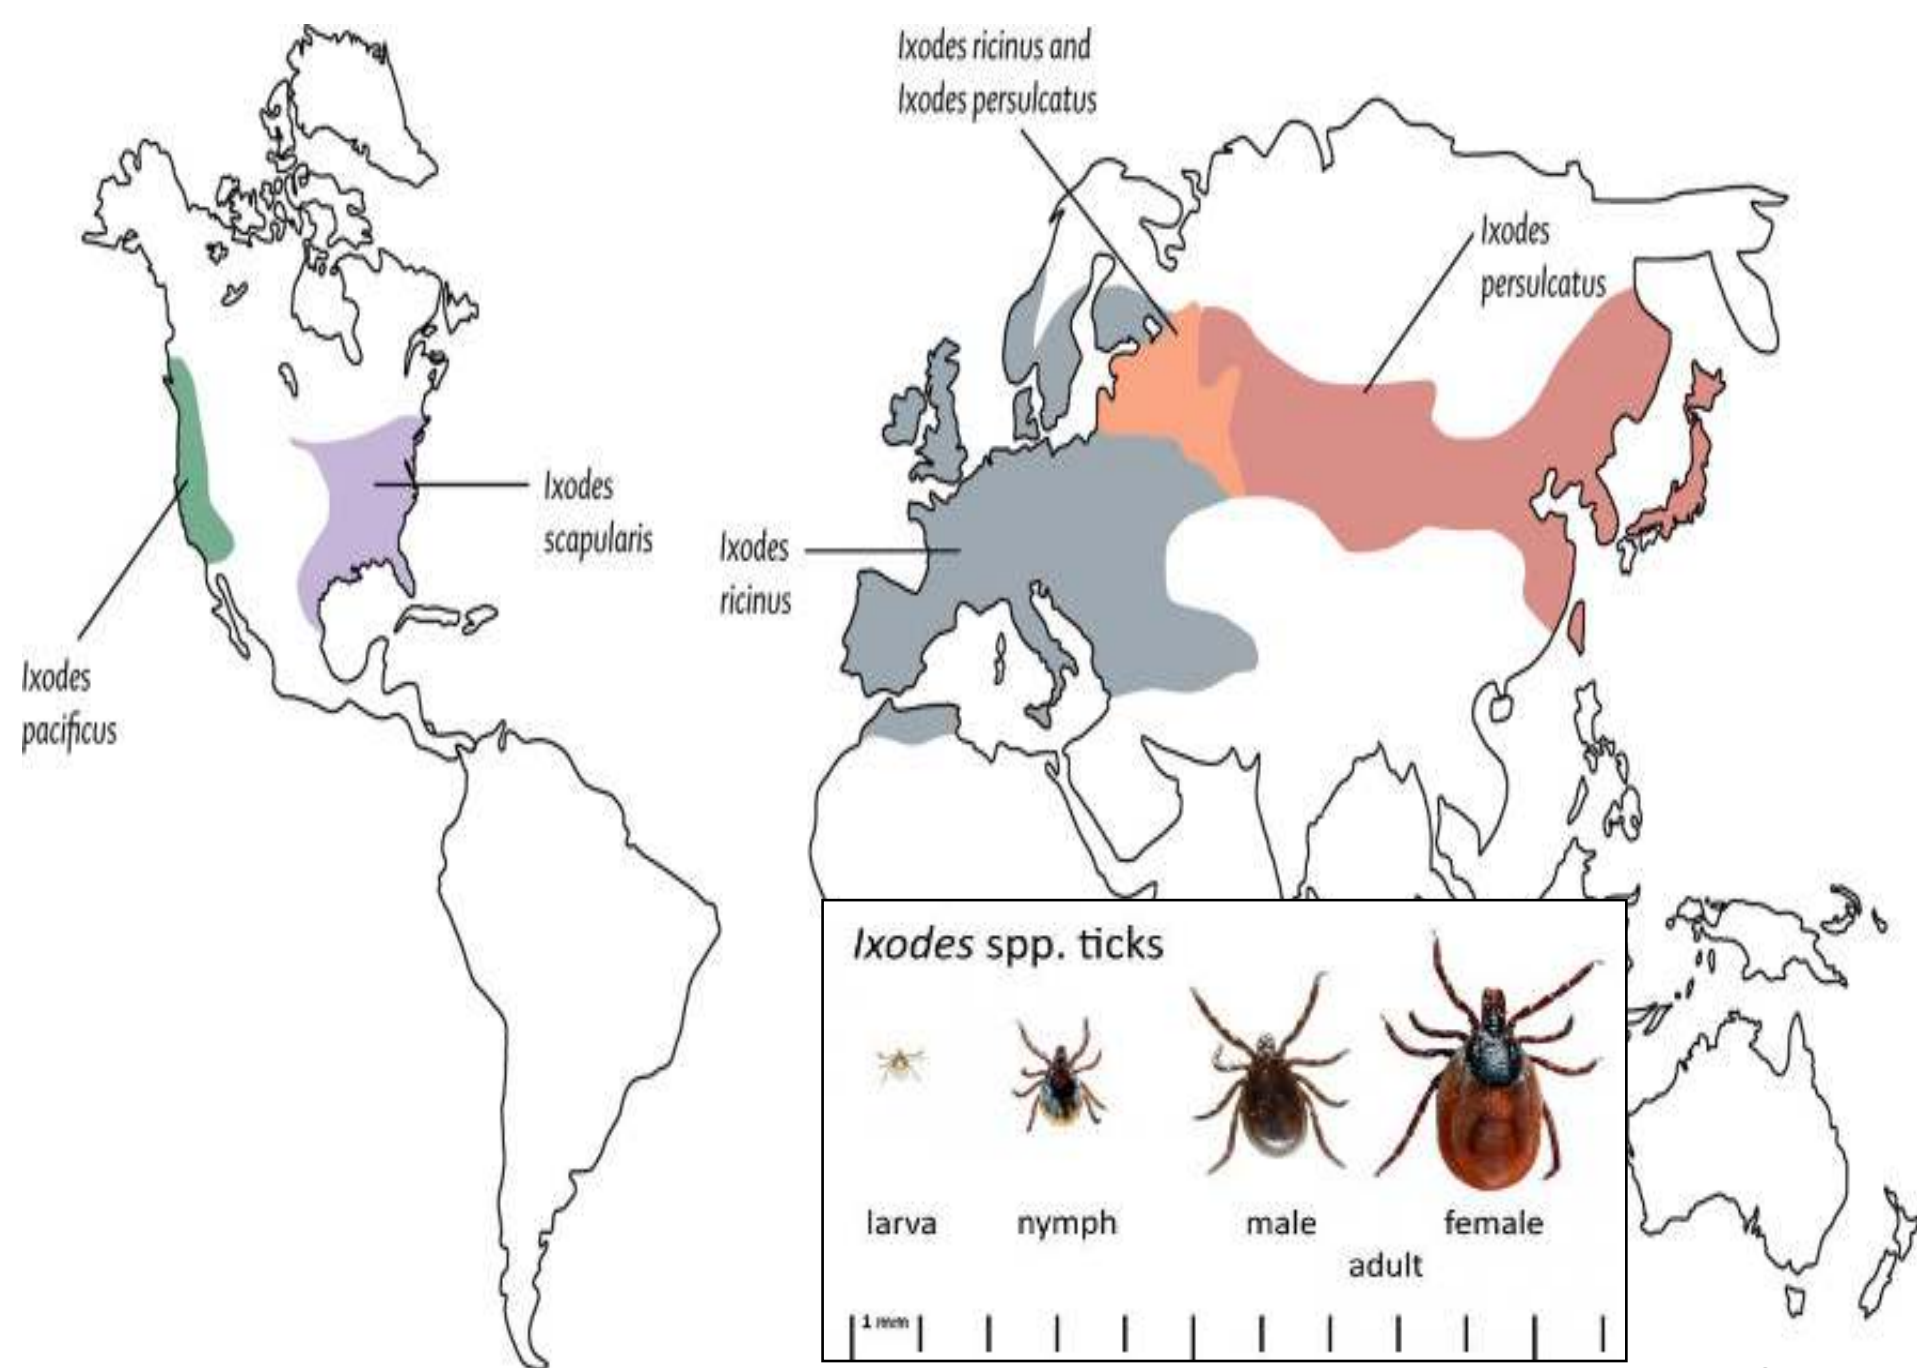 Ixodes ricinus and
Ixodes persulcatus
Ixodes
persulcatus
Ixodes
scapularis
Ixodes
ricinus
Ixodes
pacificus
Ixodes spp. ticks
larva
nymph
male
female
adult
1 mm